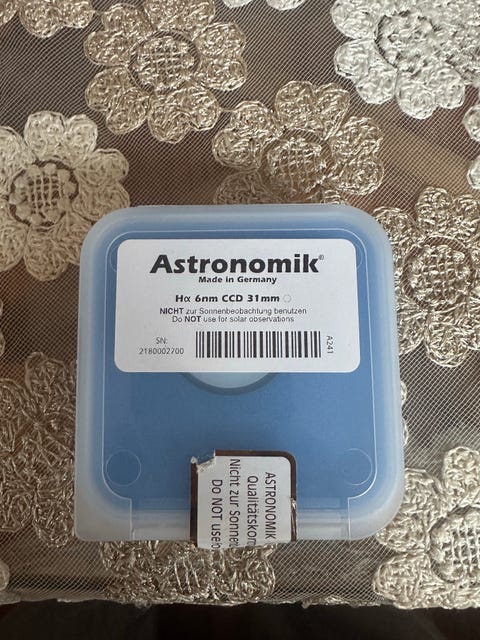 Astronomik®
Made in Germany
Hα 6nm CCD 31mm
NICHT zur Sonnenbeobachtung benutzen
Do NOT use for solar observations
SN:
2180002700
A241
ASTRONOMIK
Qualitätskon
Nicht zur Sonnen
Do NOT use